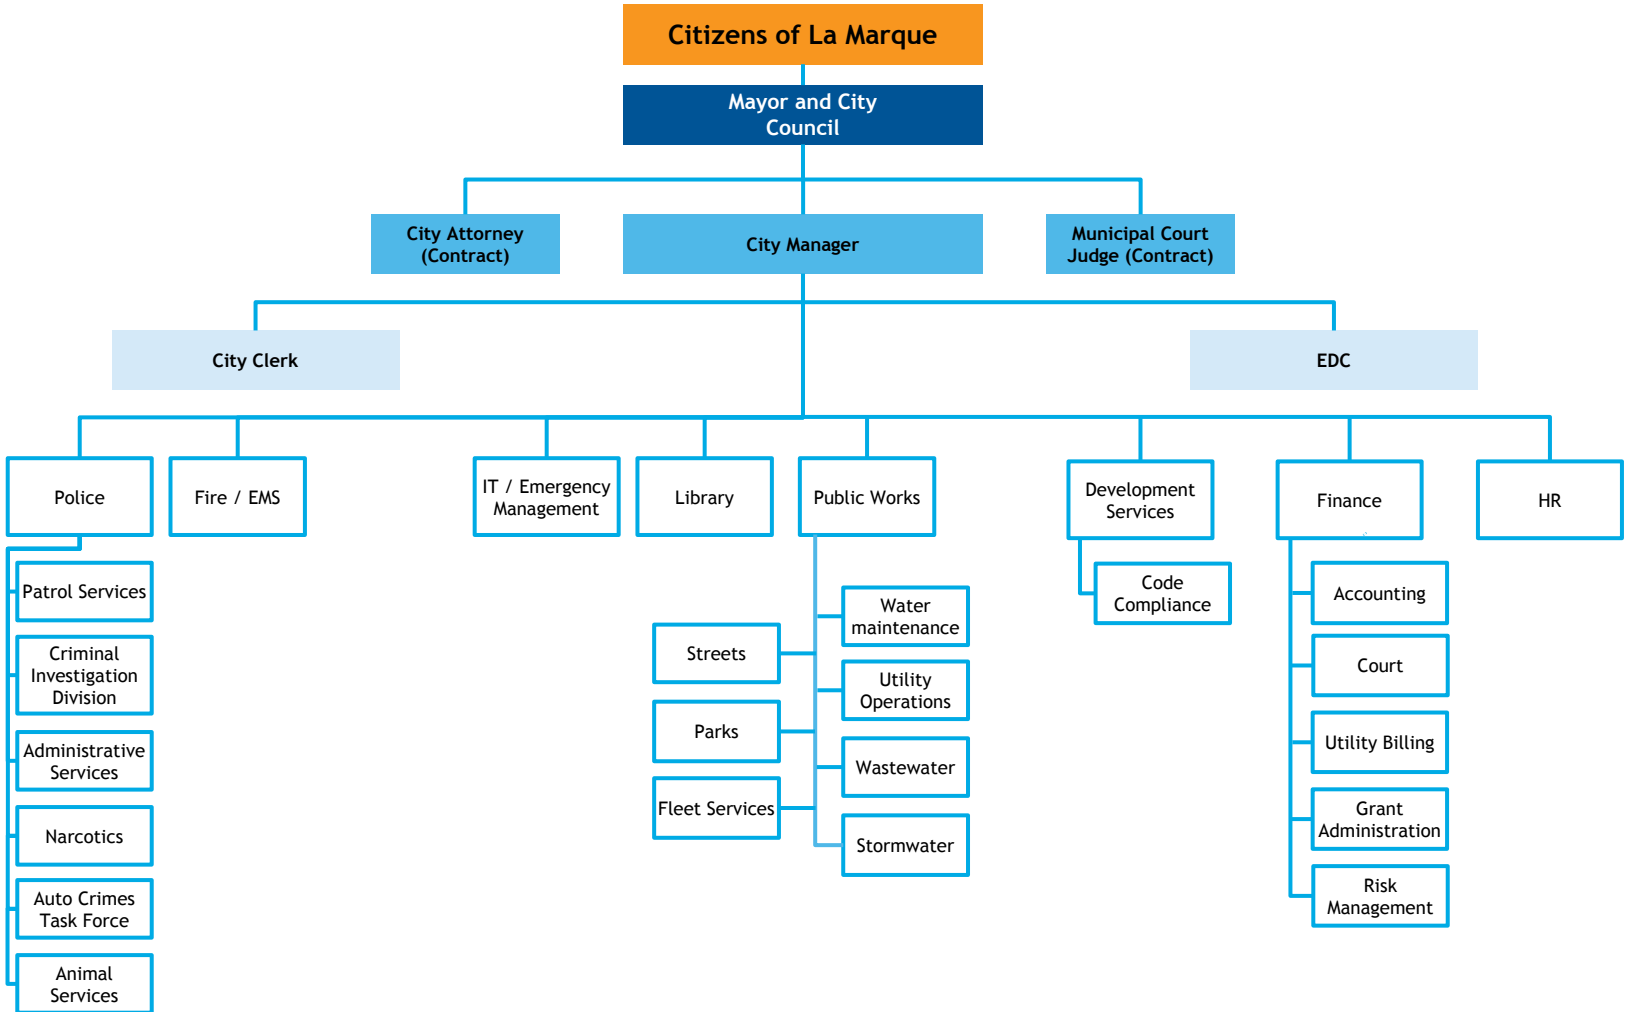 Citizens of La Marque
Mayor and City
Council
City Attorney
(Contract)
City Manager
Municipal Court
Judge (Contract)
City Clerk
EDC
Police
Fire / EMS
IT / Emergency
Management
Library
Public Works
Development
Services
Finance
HR
Patrol Services
Criminal
Investigation
Division
Administrative
Services
Narcotics
Auto Crimes
Task Force
Animal
Services
Streets
Parks
Fleet Services
Water
maintenance
Utility
Operations
Wastewater
Stormwater
Code
Compliance
Accounting
Court
Utility Billing
Grant
Administration
Risk
Management